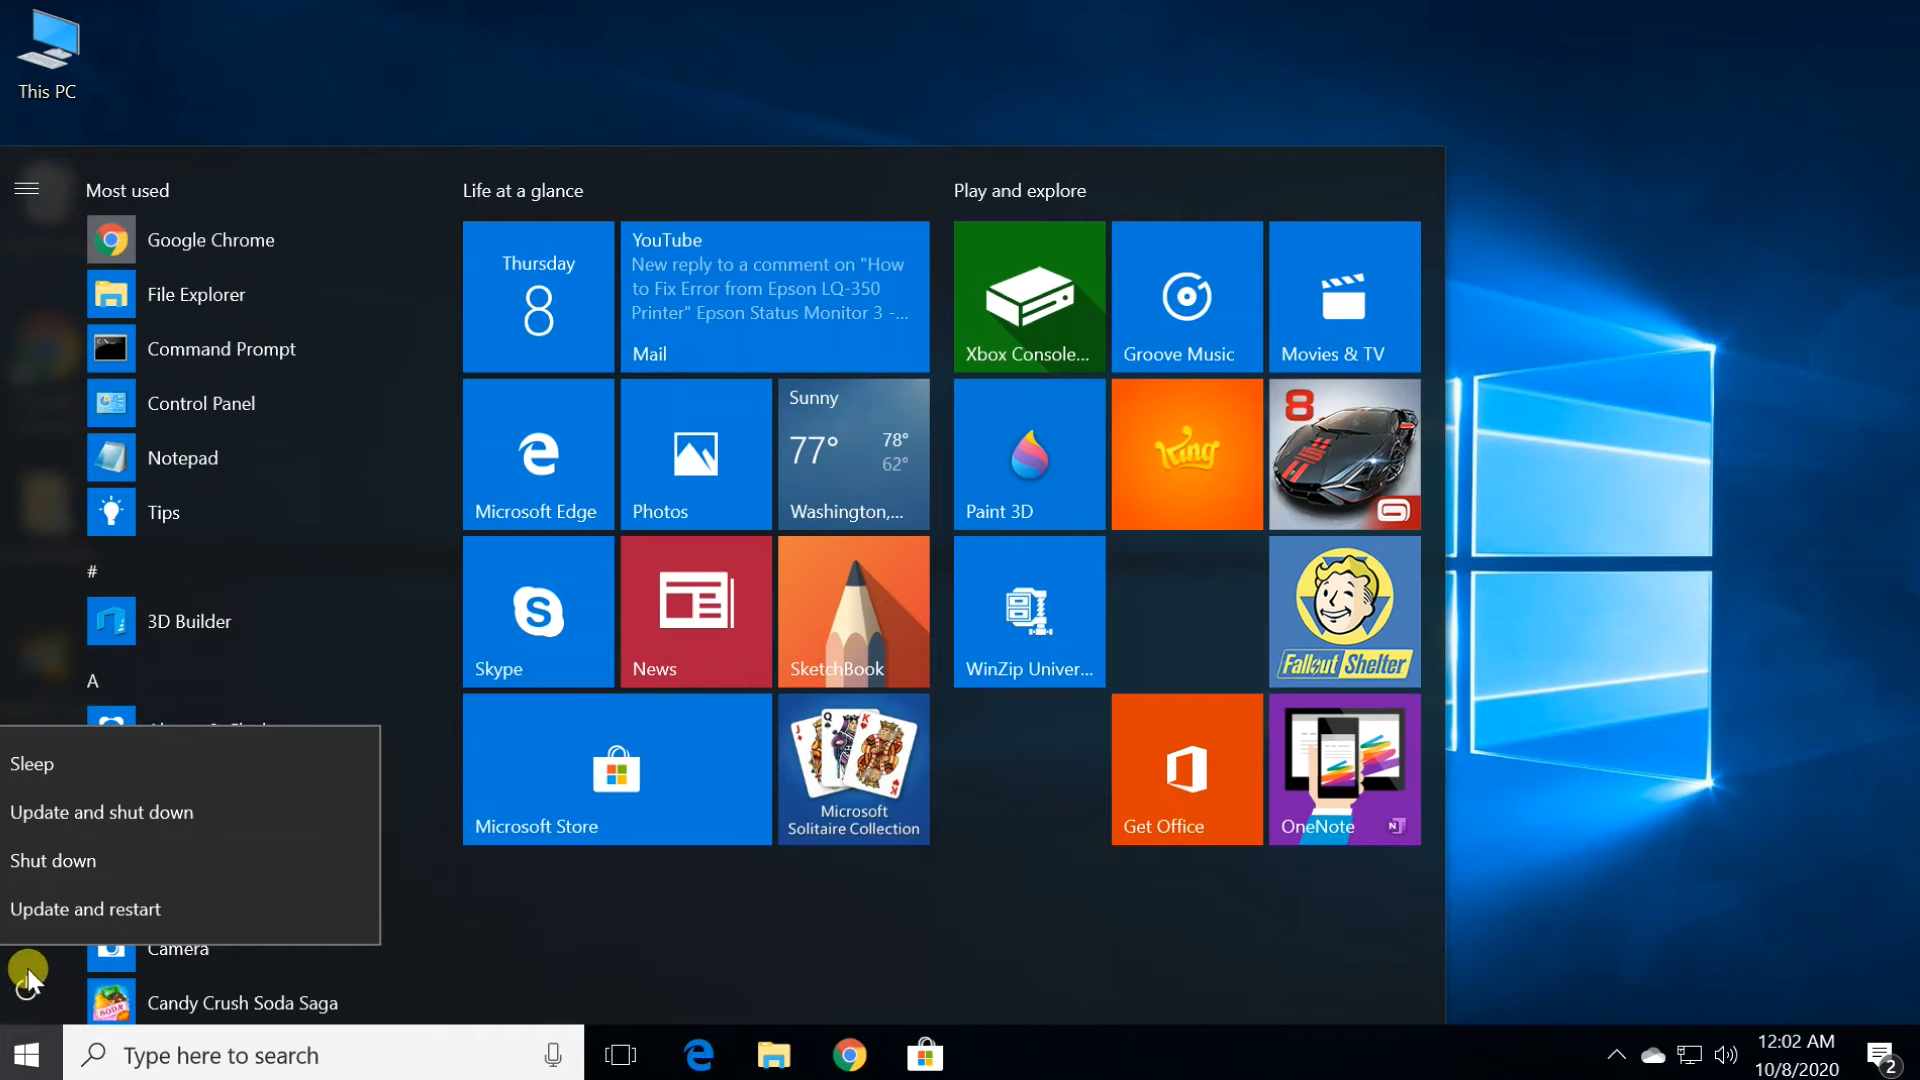 This PC
Most used
Google Chrome
File Explorer
Command Prompt
Control Panel
Notepad
Tips
#
3D Builder
A
Sleep
Update and shut down
Shut down
Update and restart
Camera
Candy Crush Soda Saga
Life at a glance
Thursday
8
YouTube
New reply to a comment on "How
to Fix Error from Epson LQ-350
Printer" Epson Status Monitor 3 -...
Mail
Microsoft Edge
Photos
Sunny
77°
78°
62°
Washington,...
Skype
News
SketchBook
Microsoft Store
Microsoft
Solitaire Collection
Play and explore
Xbox Console...
Groove Music
Movies & TV
Paint 3D
King
8
WinZip Univer...
Fallout Shelter
Get Office
OneNote
Type here to search
12:02 AM
10/8/2020
2